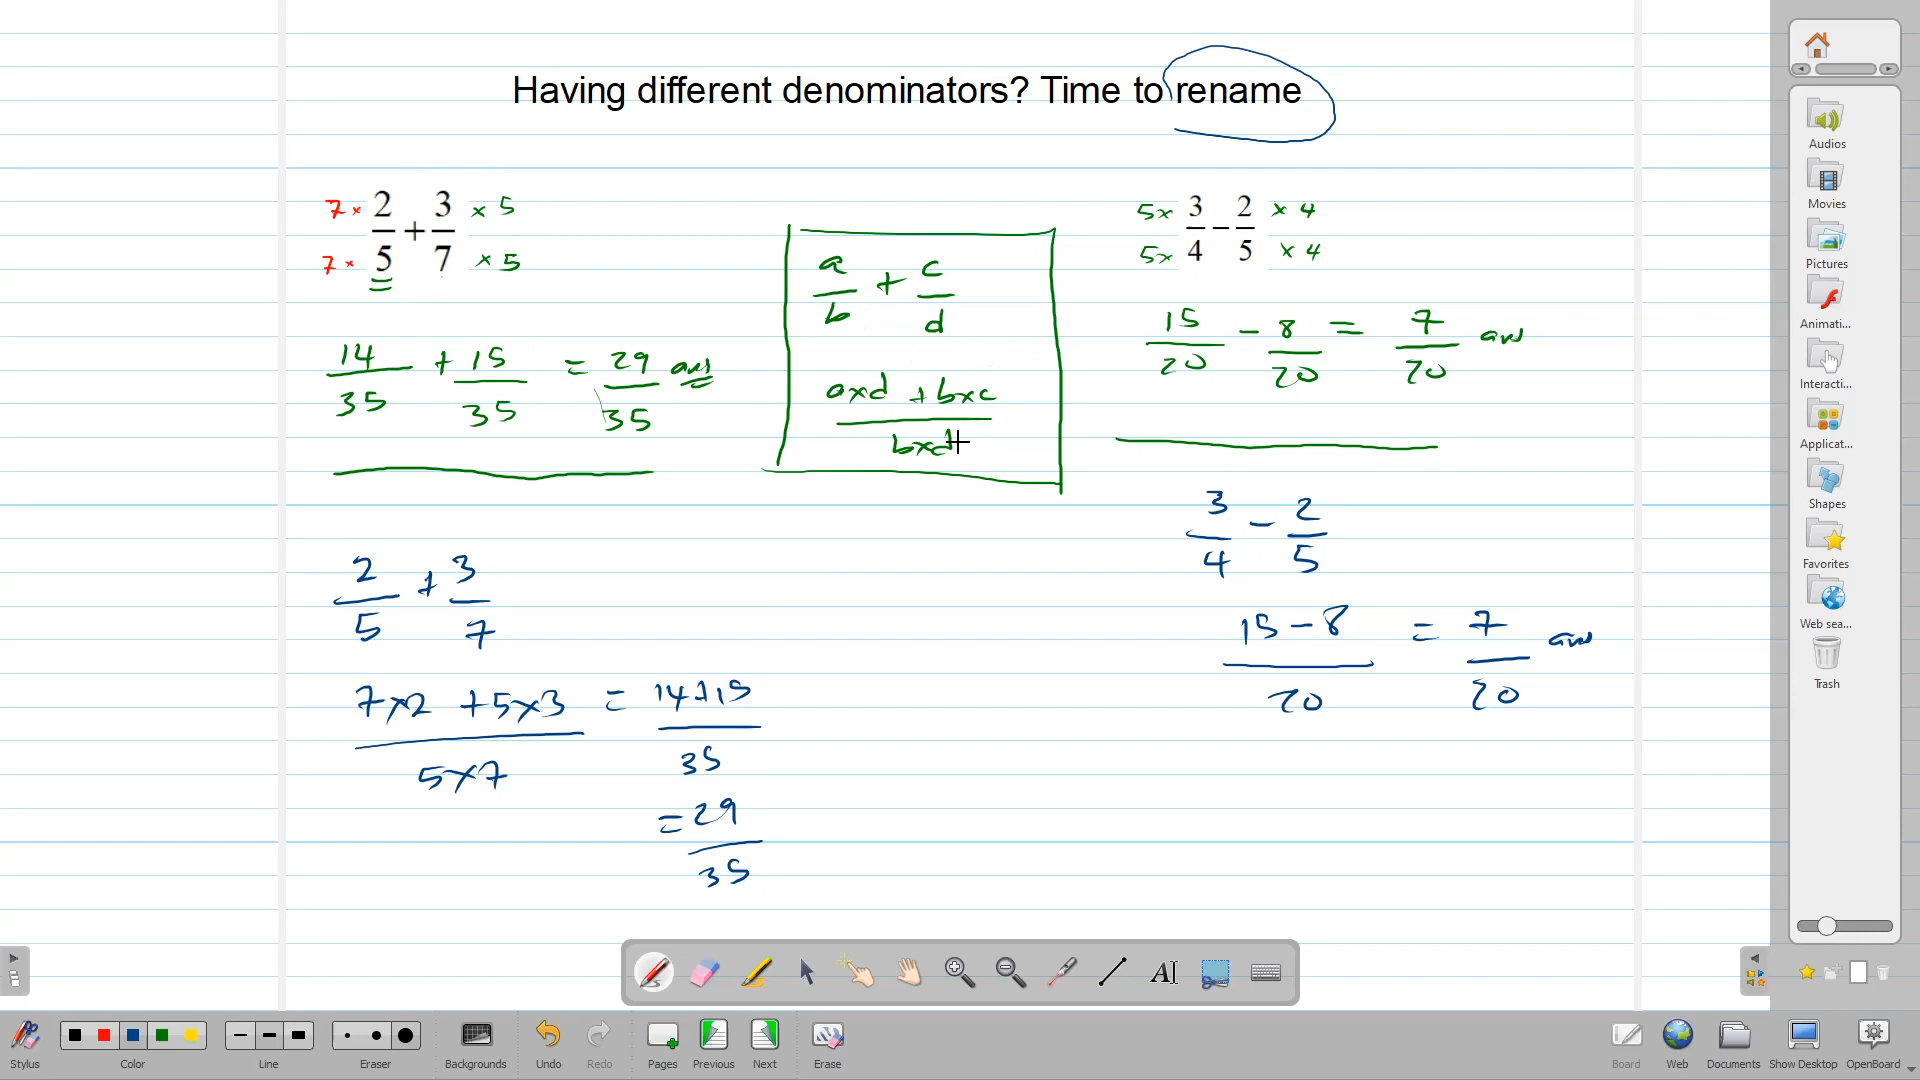 Having different denominators? Time to rename
7 × 2/5 + 3/7 × 5
7 × × 5
14/35 + 15/35 = 29/35 ans
2/5 + 3/7
7×2 + 5×3 / 5×7 = 14+15 / 35
= 29/35
a/b + c/d
axd + bxc / bxd
5× 3/4 − 2/5 × 4
5× × 4
15/20 − 8/20 = 7/20 ans
3/4 − 2/5
15 − 8 / 20 = 7/20 ans
Audios
Movies
Pictures
Animati...
Interacti...
Applicat...
Shapes
Favorites
Web sea...
Trash
Stylus
Color
Line
Eraser
Backgrounds
Undo
Redo
Pages
Previous
Next
Erase
Board
Web
Documents
Show Desktop
OpenBoard